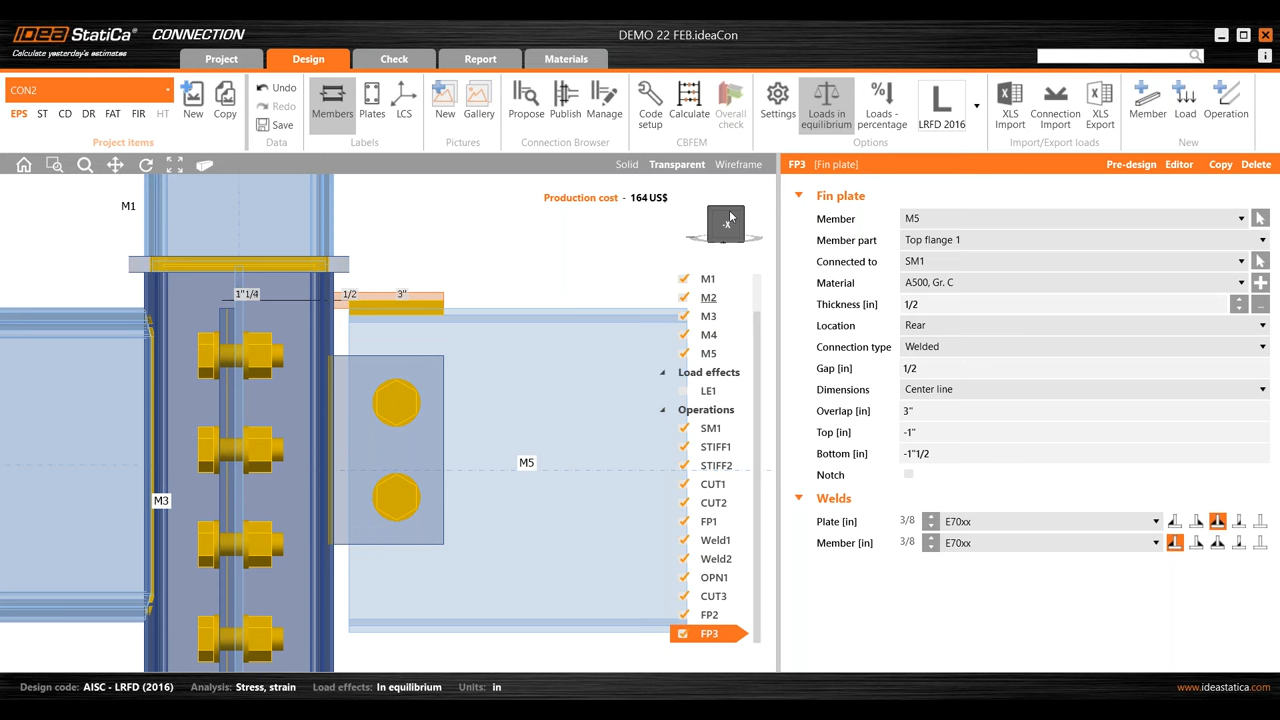 IDEA StatiCa® CONNECTION
Calculate yesterday's estimates
DEMO 22 FEB.ideaCon
Project Design Check Report Materials
CON2
EPS ST CD DR FAT FIR HT
Project items
New Copy
Undo
Redo
Save
Data
Members Plates LCS
Labels
New Gallery
Pictures
Propose Publish Manage
Connection Browser
Code setup Calculate Overall check
CBFEM
Settings Loads in equilibrium Loads - percentage LRFD 2016
Options
XLS Import Connection Import XLS Export
Import/Export loads
Member Load Operation
New
Solid Transparent Wireframe
FP3 [Fin plate] Pre-design Editor Copy Delete
Production cost - 164 US$
-X
M1
M3
M5
1"1/4 1/2 3"
M1
M2
M3
M4
M5
Load effects
LE1
Operations
SM1
STIFF1
STIFF2
CUT1
CUT2
FP1
Weld1
Weld2
OPN1
CUT3
FP2
FP3
Fin plate
Member M5
Member part Top flange 1
Connected to SM1
Material A500, Gr. C
Thickness [in] 1/2
Location Rear
Connection type Welded
Gap [in] 1/2
Dimensions Center line
Overlap [in] 3"
Top [in] -1"
Bottom [in] -1"1/2
Notch
Welds
Plate [in] 3/8 E70xx
Member [in] 3/8 E70xx
Design code: AISC - LRFD (2016) Analysis: Stress, strain Load effects: In equilibrium Units: in
www.ideastatica.com